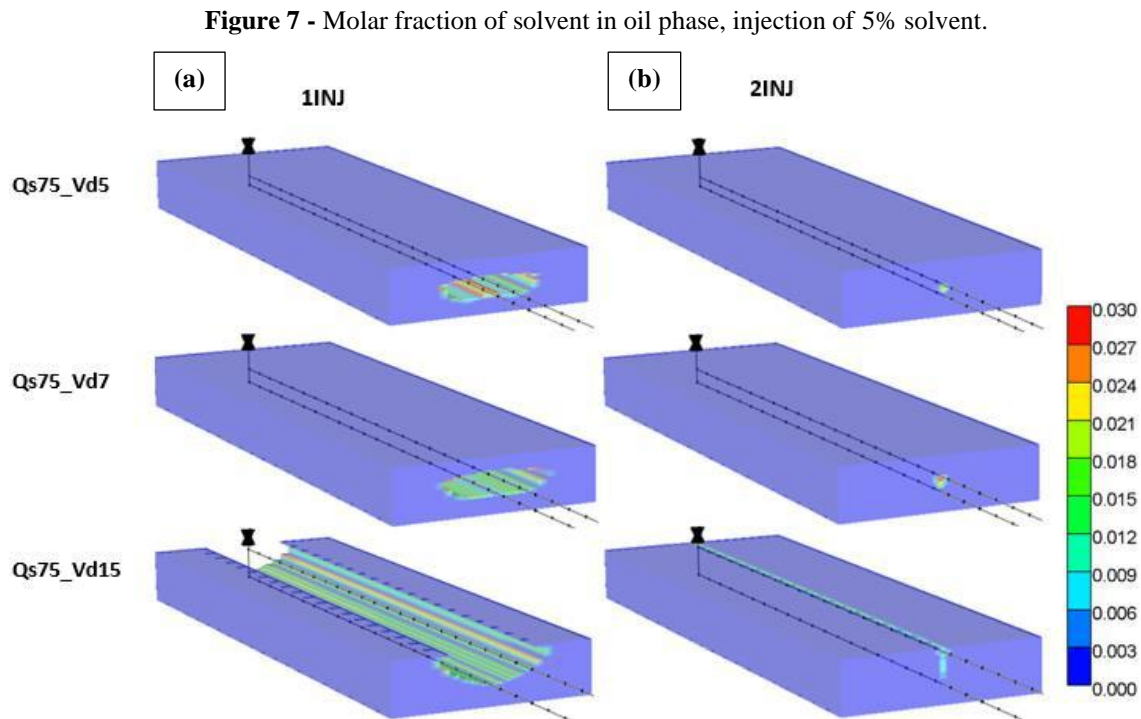 Figure 7 - Molar fraction of solvent in oil phase, injection of 5% solvent.
(a)
1INJ
(b)
2INJ
Qs75_Vd5
Qs75_Vd7
Qs75_Vd15
0.030
0.027
0.024
0.021
0.018
0.015
0.012
0.009
0.006
0.003
0.000